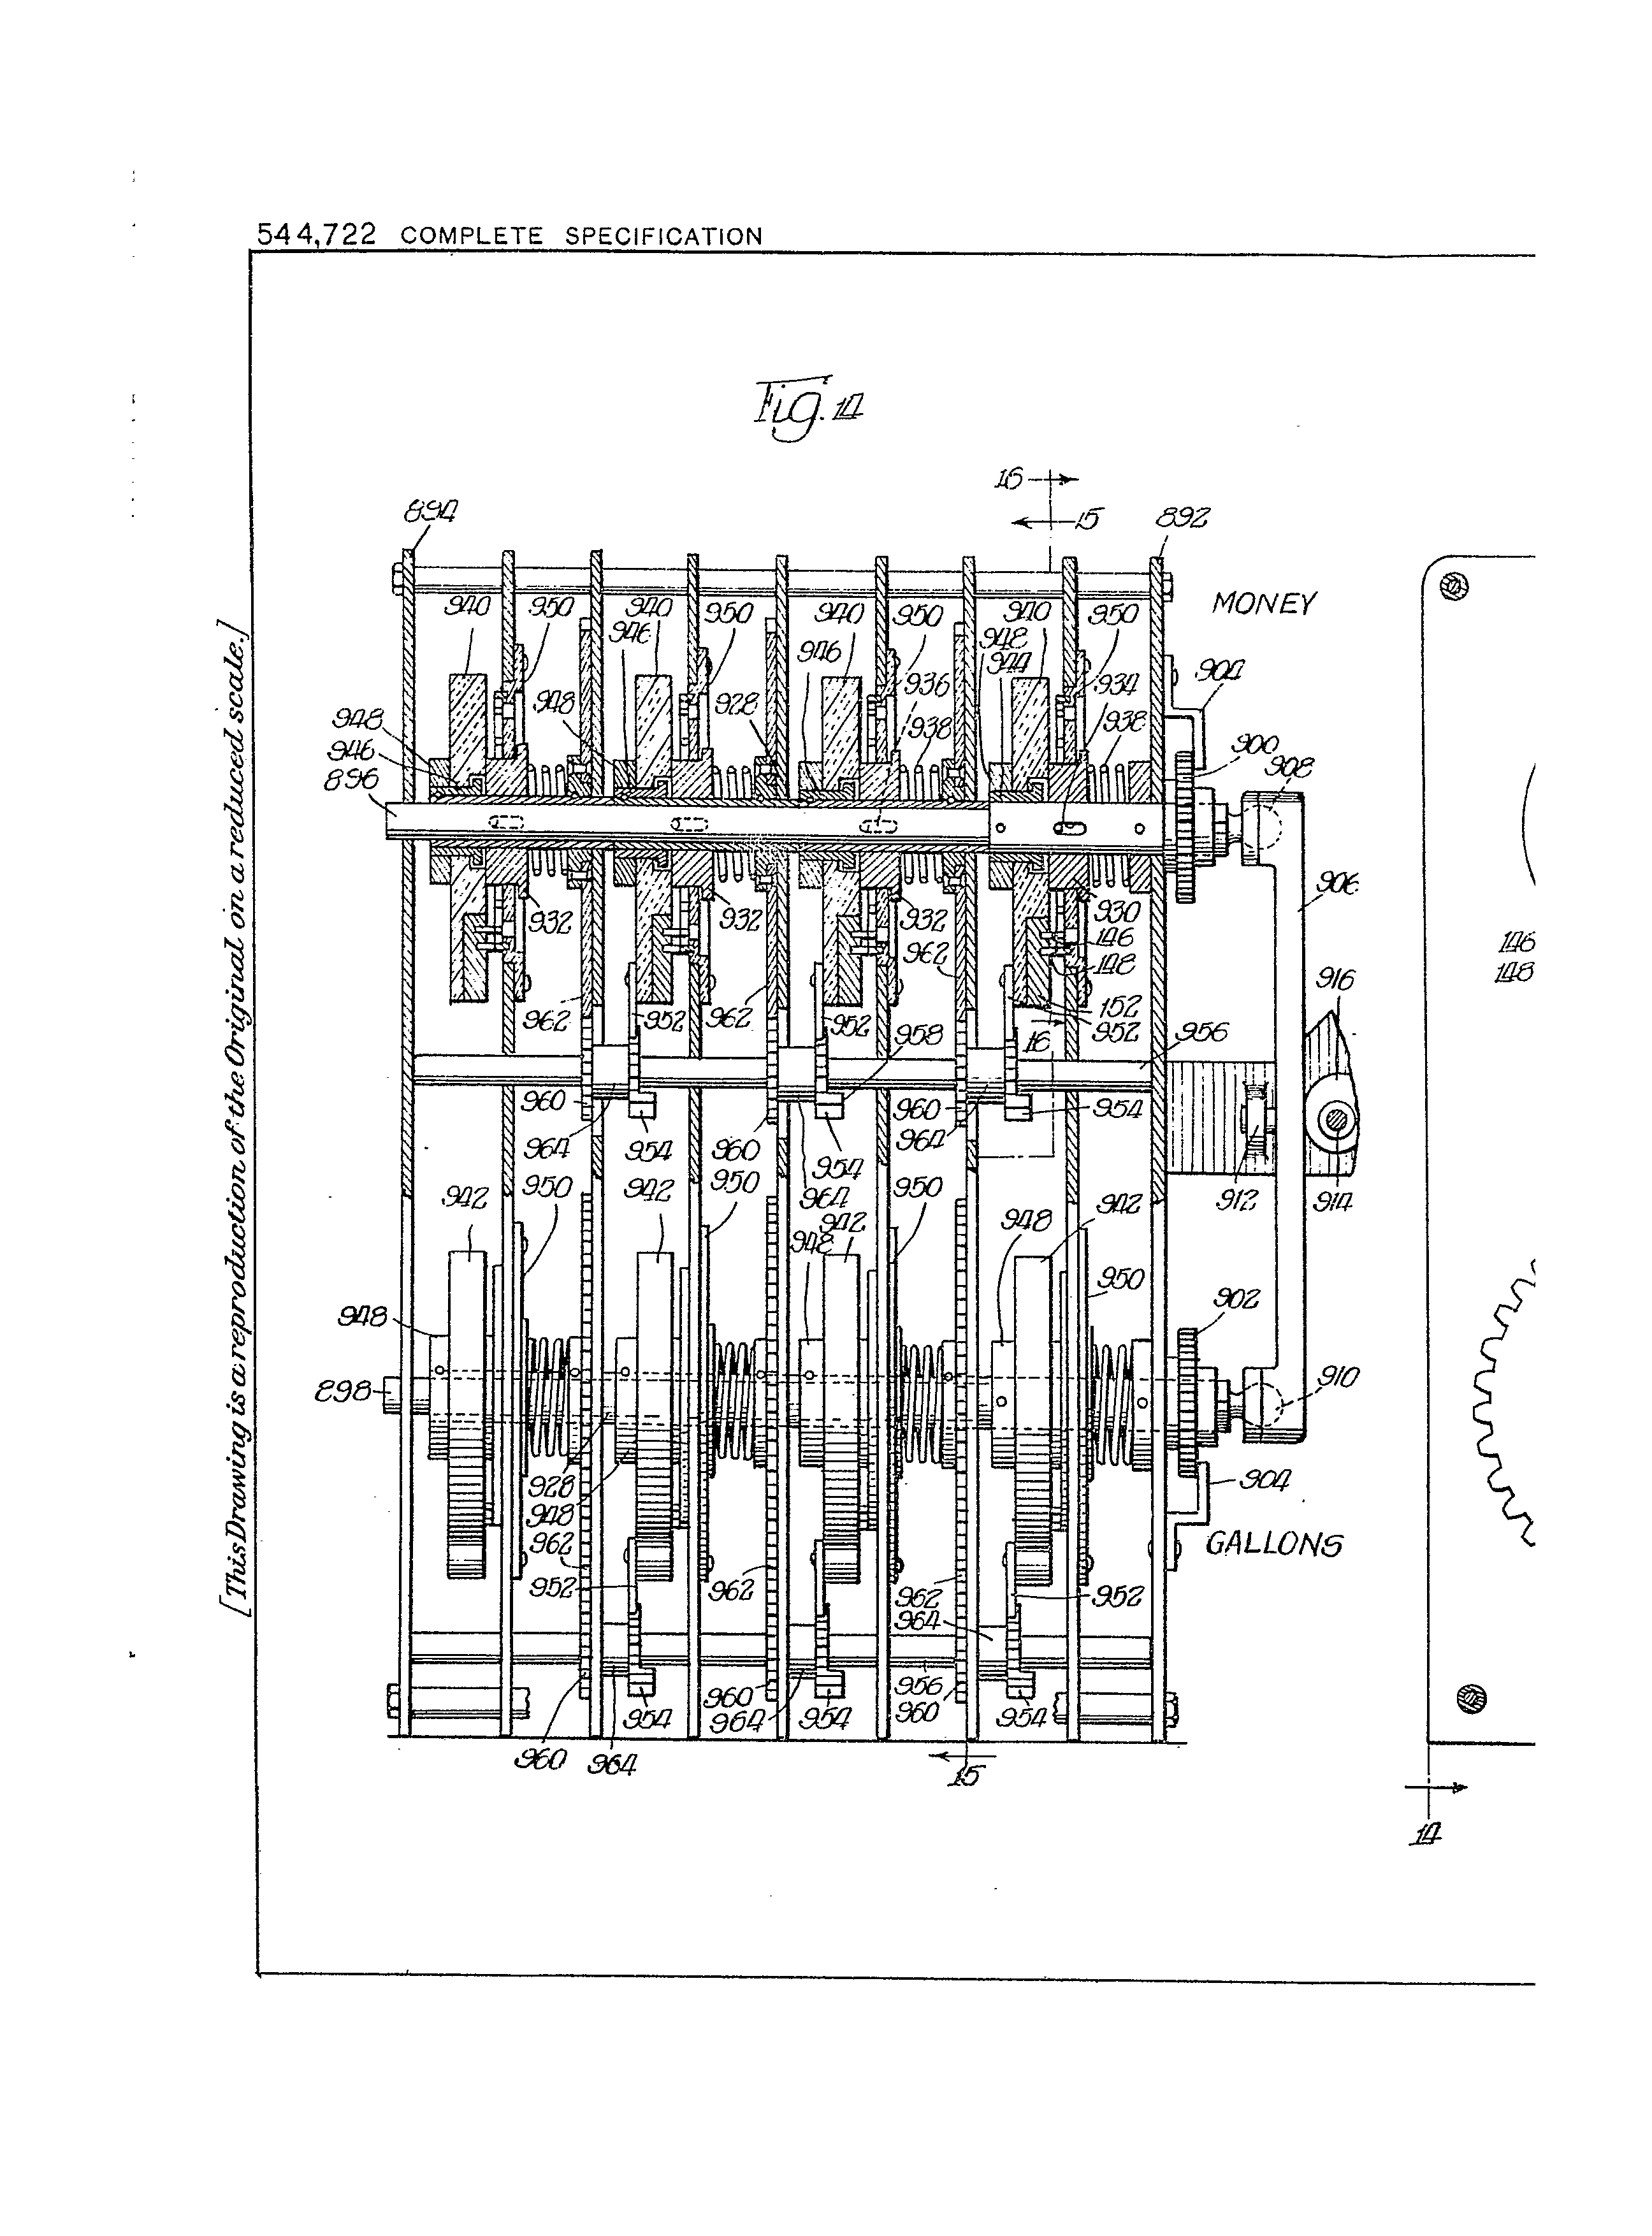 544,722 COMPLETE SPECIFICATION
[This Drawing is a reproduction of the Original on a reduced scale.]
Fig. 14
16
15
894
892
940 950 940 950 940 950 940 950
MONEY
946 946 948 944
904
936 934
948 948 928 938 938
946
896
900
908
906
932 932 932 930
146
962 148
146
148
916
962 952 962 952 152
952
958 16 956
960 960 954
964 954 960 954 964
964
912 914
942 950 942 950 950 942
948 942 948
950
902
948
898
910
928
948
904
962
GALLONS
952 962 962 952
964
960 956
954 964 954 960 954
960 964
15
14